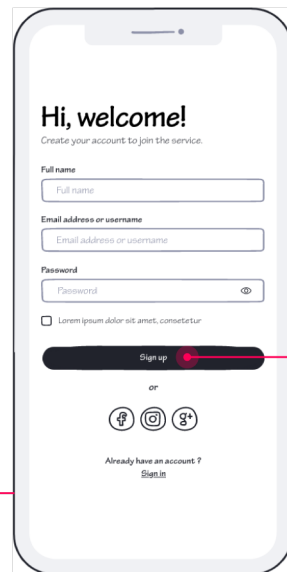 Hi, welcome!
Create your account to join the service.
Full name
Full name
Email address or username
Email address or username
Password
Password
Lorem ipsum dolor sit amet, consetetur
Sign up
or
f
g+
Already have an account ?
Sign in